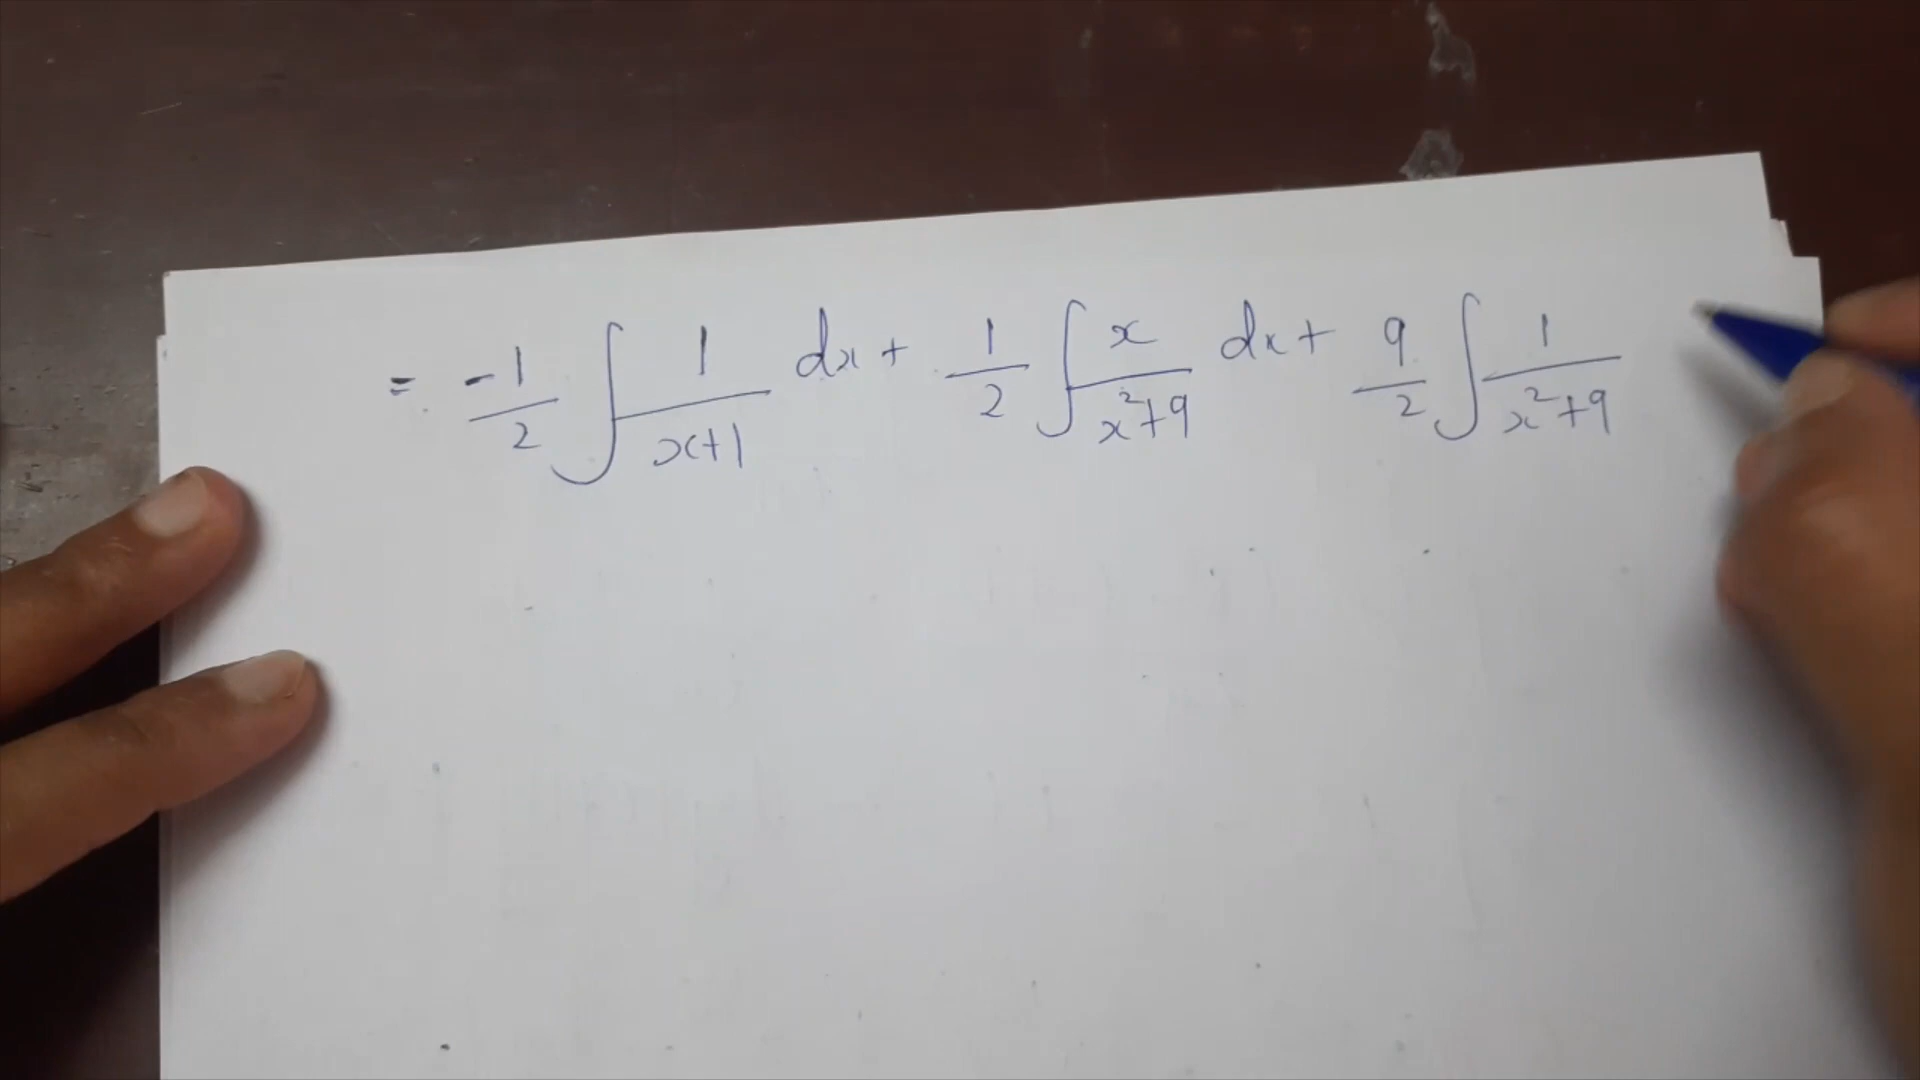 = -1/2 ∫ 1/(x+1) dx + 1/2 ∫ x/(x²+9) dx + 9/2 ∫ 1/(x²+9)